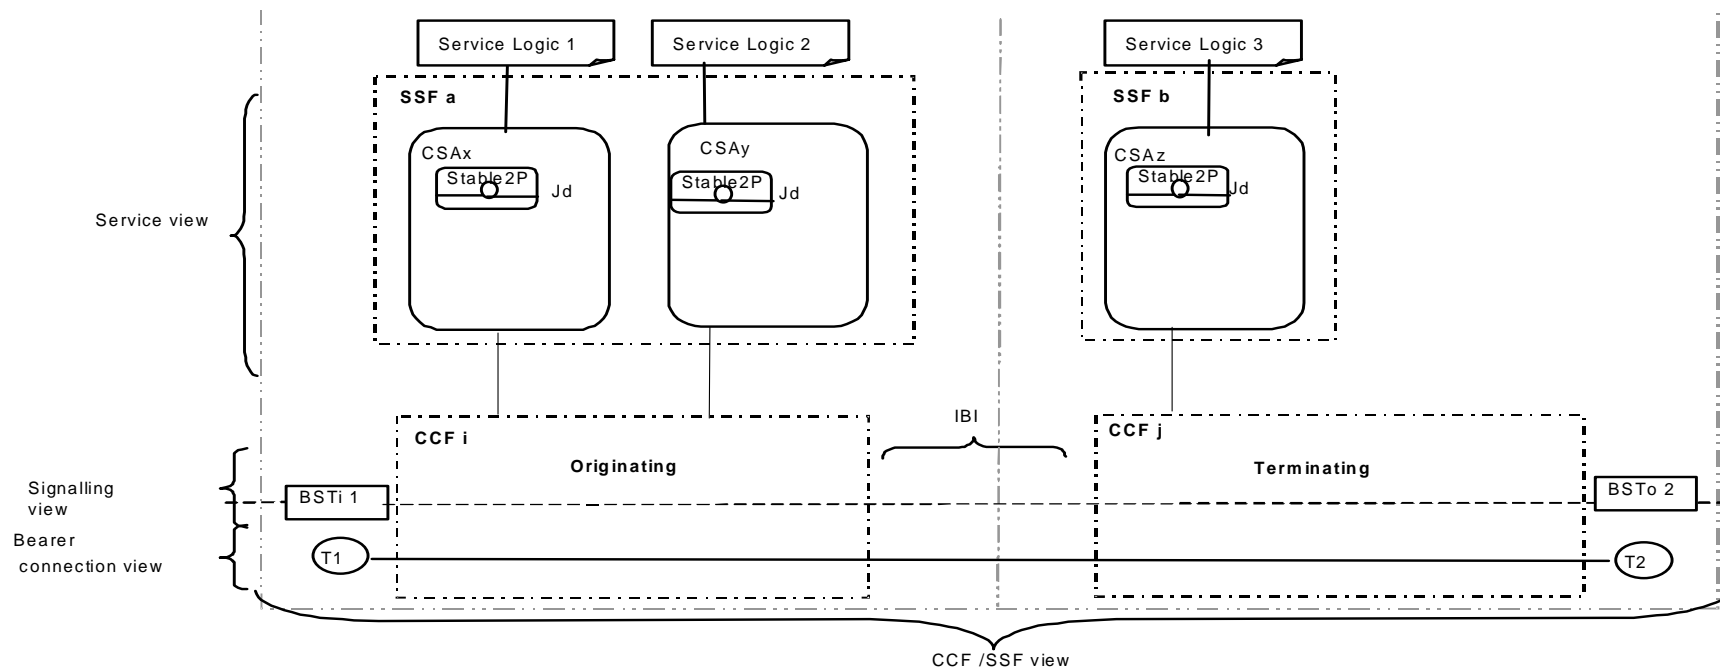 Service Logic 1
Service Logic 2
Service Logic 3
SSF a
SSF b
CSAx
Stable2P
Jd
CSAy
Stable2P
Jd
CSAz
Stable2P
Jd
Service view
IBI
CCF i
Originating
CCF j
Terminating
Signalling
view
BSTi 1
BSTo 2
Bearer
connection view
T1
T2
CCF /SSF view